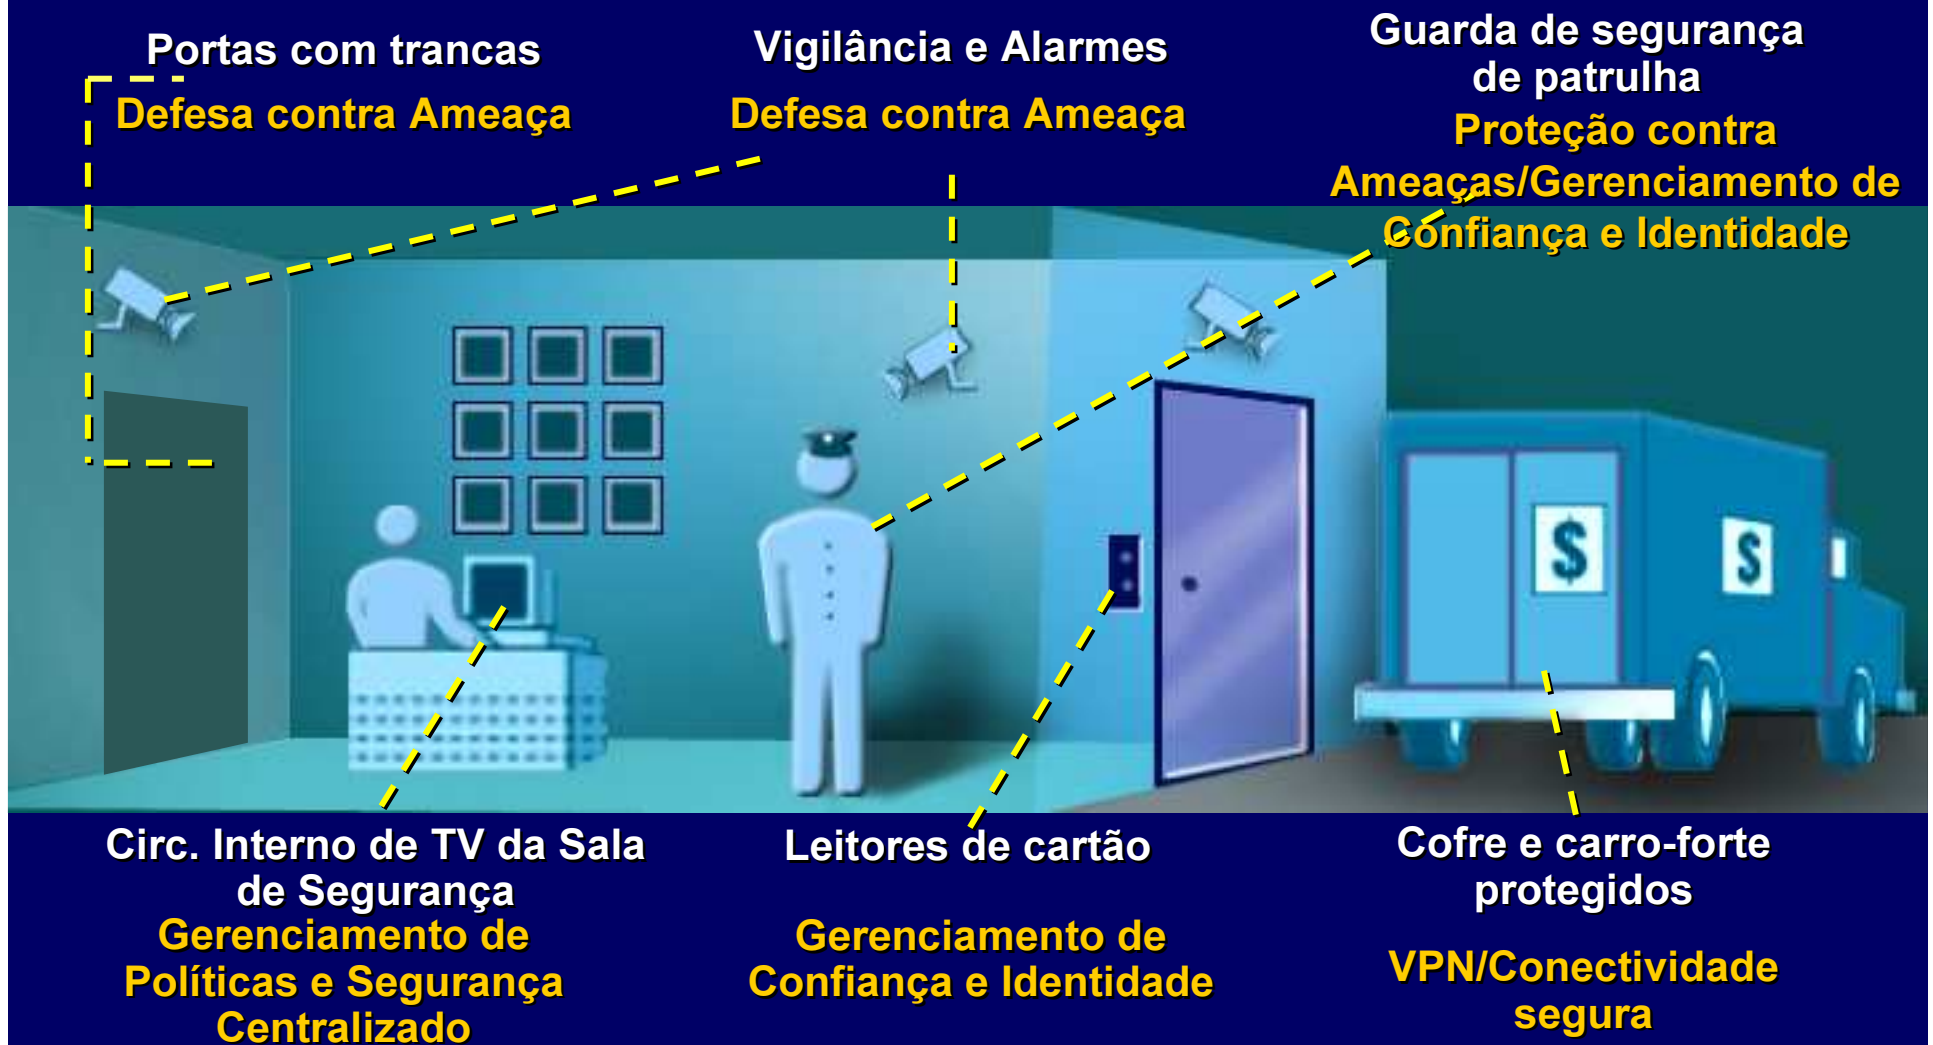 Portas com trancas
Defesa contra Ameaça
Vigilância e Alarmes
Defesa contra Ameaça
Guarda de segurança
de patrulha
Proteção contra
Ameaças/Gerenciamento de
Confiança e Identidade
$
$
Circ. Interno de TV da Sala
de Segurança
Gerenciamento de
Políticas e Segurança
Centralizado
Leitores de cartão
Gerenciamento de
Confiança e Identidade
Cofre e carro-forte
protegidos
VPN/Conectividade
segura